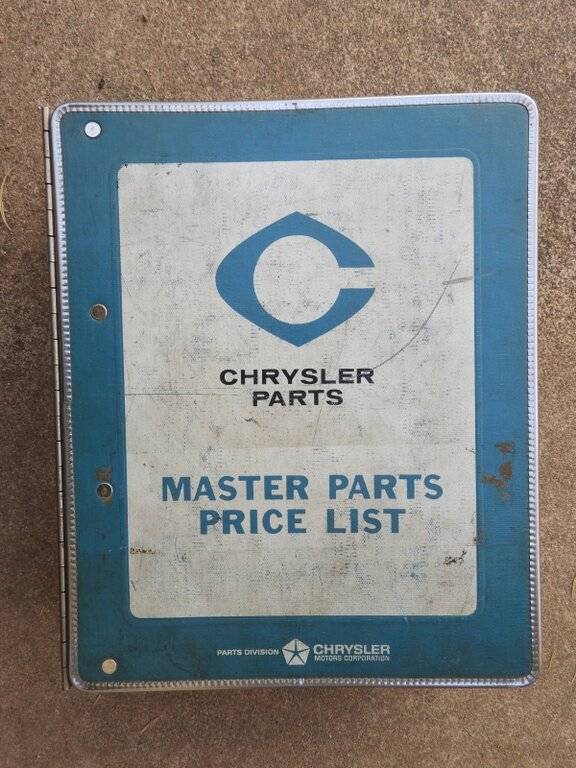 CHRYSLER
PARTS
MASTER PARTS
PRICE LIST
PARTS DIVISION CHRYSLER
MOTORS CORPORATION